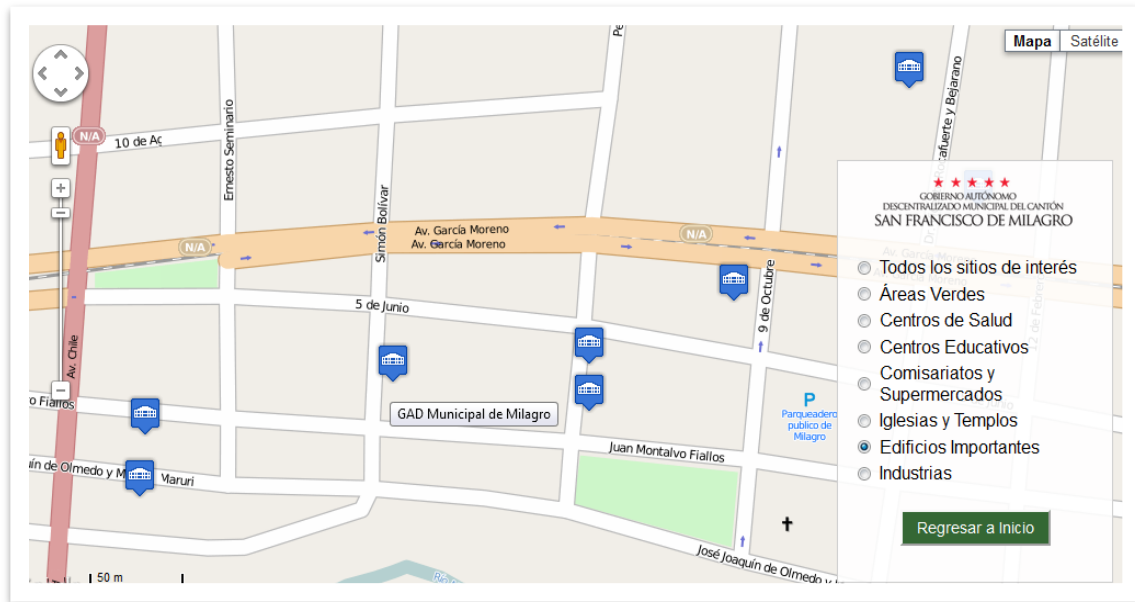 Mapa
Satélite
N/A
10 de Ag
Ernesto Seminario
Simón Bolívar
Av. García Moreno
Av. García Moreno
N/A
N/A
5 de Junio
9 de Octubre
Av. Chile
o Fiallos
GAD Municipal de Milagro
uín de Olmedo y
Maruri
Juan Montalvo Fiallos
P
Parqueadero
publico de
Milagro
José Joaquín de Olmedo y
50 m
Rocafuerte y Bejarano
GOBIERNO AUTÓNOMO
DESCENTRALIZADO MUNICIPAL DEL CANTÓN
SAN FRANCISCO DE MILAGRO
Todos los sitios de interés
Áreas Verdes
Centros de Salud
Centros Educativos
Comisariatos y
Supermercados
Iglesias y Templos
Edificios Importantes
Industrias
Regresar a Inicio